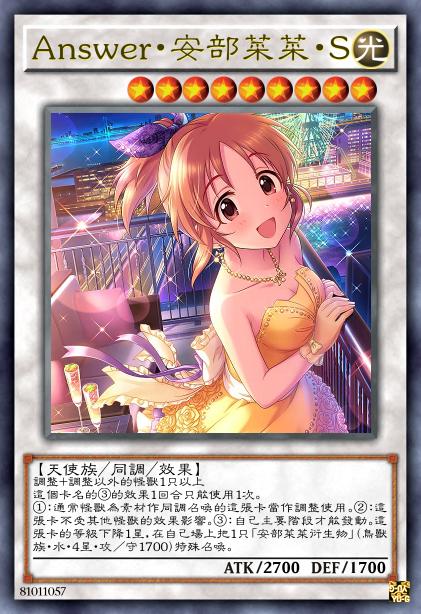 Answer·安部菜菜·S 光
【天使族/同調/效果】
調整+調整以外的怪獸1只以上
這個卡名的③的效果1回合只能使用1次。
①:通常怪獸為素材作同調召喚的這張卡當作調整使用。②:這
張卡不受其他怪獸的效果影響。③:自己主要階段才能發動。這
張卡的等級下降1星,在自己場上把1只「安部菜菜衍生物」(鳥獸
族·水·4星·攻/守1700)特殊召喚。
ATK/2700 DEF/1700
81011057